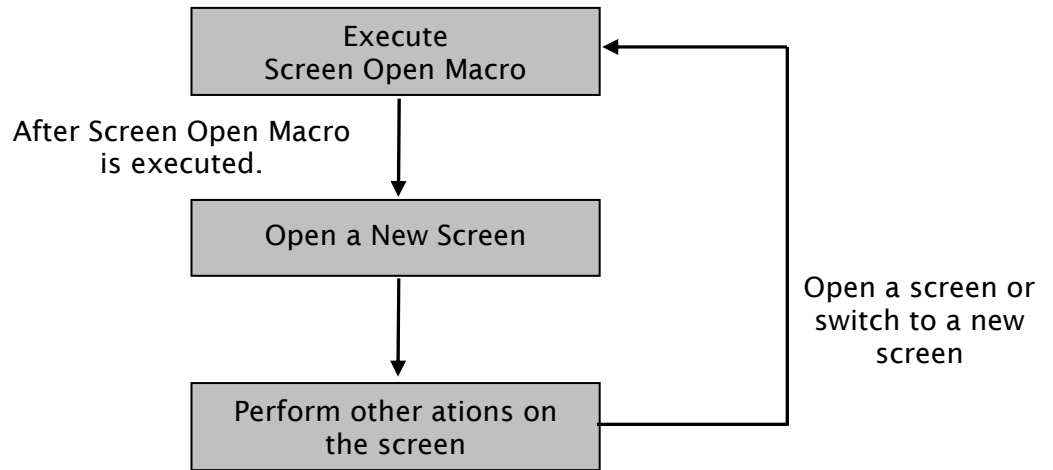 Execute
Screen Open Macro
After Screen Open Macro
is executed.
Open a New Screen
Open a screen or
switch to a new
screen
Perform other ations on
the screen